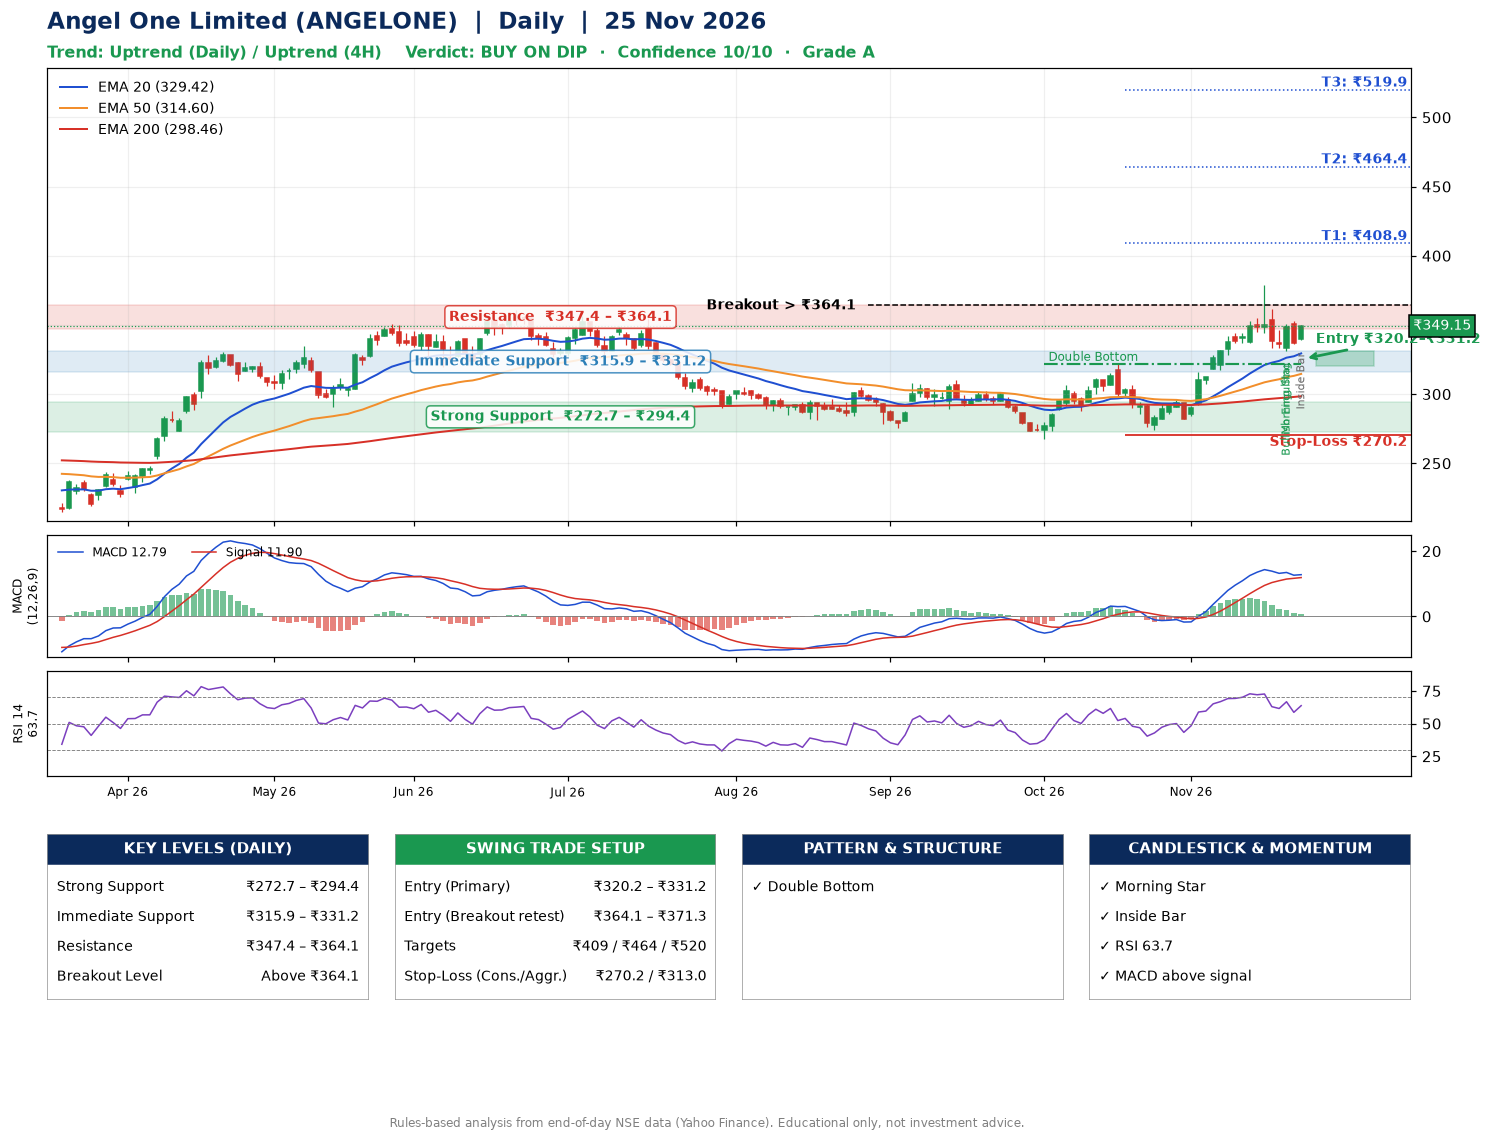 Angel One Limited (ANGELONE) | Daily | 25 Nov 2026
Trend: Uptrend (Daily) / Uptrend (4H) Verdict: BUY ON DIP · Confidence 10/10 · Grade A
EMA 20 (329.42)
EMA 50 (314.60)
EMA 200 (298.46)
T3: ₹519.9
T2: ₹464.4
T1: ₹408.9
Breakout > ₹364.1
Resistance ₹347.4 – ₹364.1
₹349.15
Entry ₹320.2–₹331.2
Immediate Support ₹315.9 – ₹331.2
Double Bottom
Inside Bar
Strong Support ₹272.7 – ₹294.4
Stop-Loss ₹270.2
500
450
400
300
250
MACD 12.79 Signal 11.90
MACD
(12,26,9)
20
0
RSI 14
63.7
75
50
25
Apr 26 May 26 Jun 26 Jul 26 Aug 26 Sep 26 Oct 26 Nov 26
KEY LEVELS (DAILY)
Strong Support ₹272.7 – ₹294.4
Immediate Support ₹315.9 – ₹331.2
Resistance ₹347.4 – ₹364.1
Breakout Level Above ₹364.1
SWING TRADE SETUP
Entry (Primary) ₹320.2 – ₹331.2
Entry (Breakout retest) ₹364.1 – ₹371.3
Targets ₹409 / ₹464 / ₹520
Stop-Loss (Cons./Aggr.) ₹270.2 / ₹313.0
PATTERN & STRUCTURE
✓ Double Bottom
CANDLESTICK & MOMENTUM
✓ Morning Star
✓ Inside Bar
✓ RSI 63.7
✓ MACD above signal
Rules-based analysis from end-of-day NSE data (Yahoo Finance). Educational only, not investment advice.